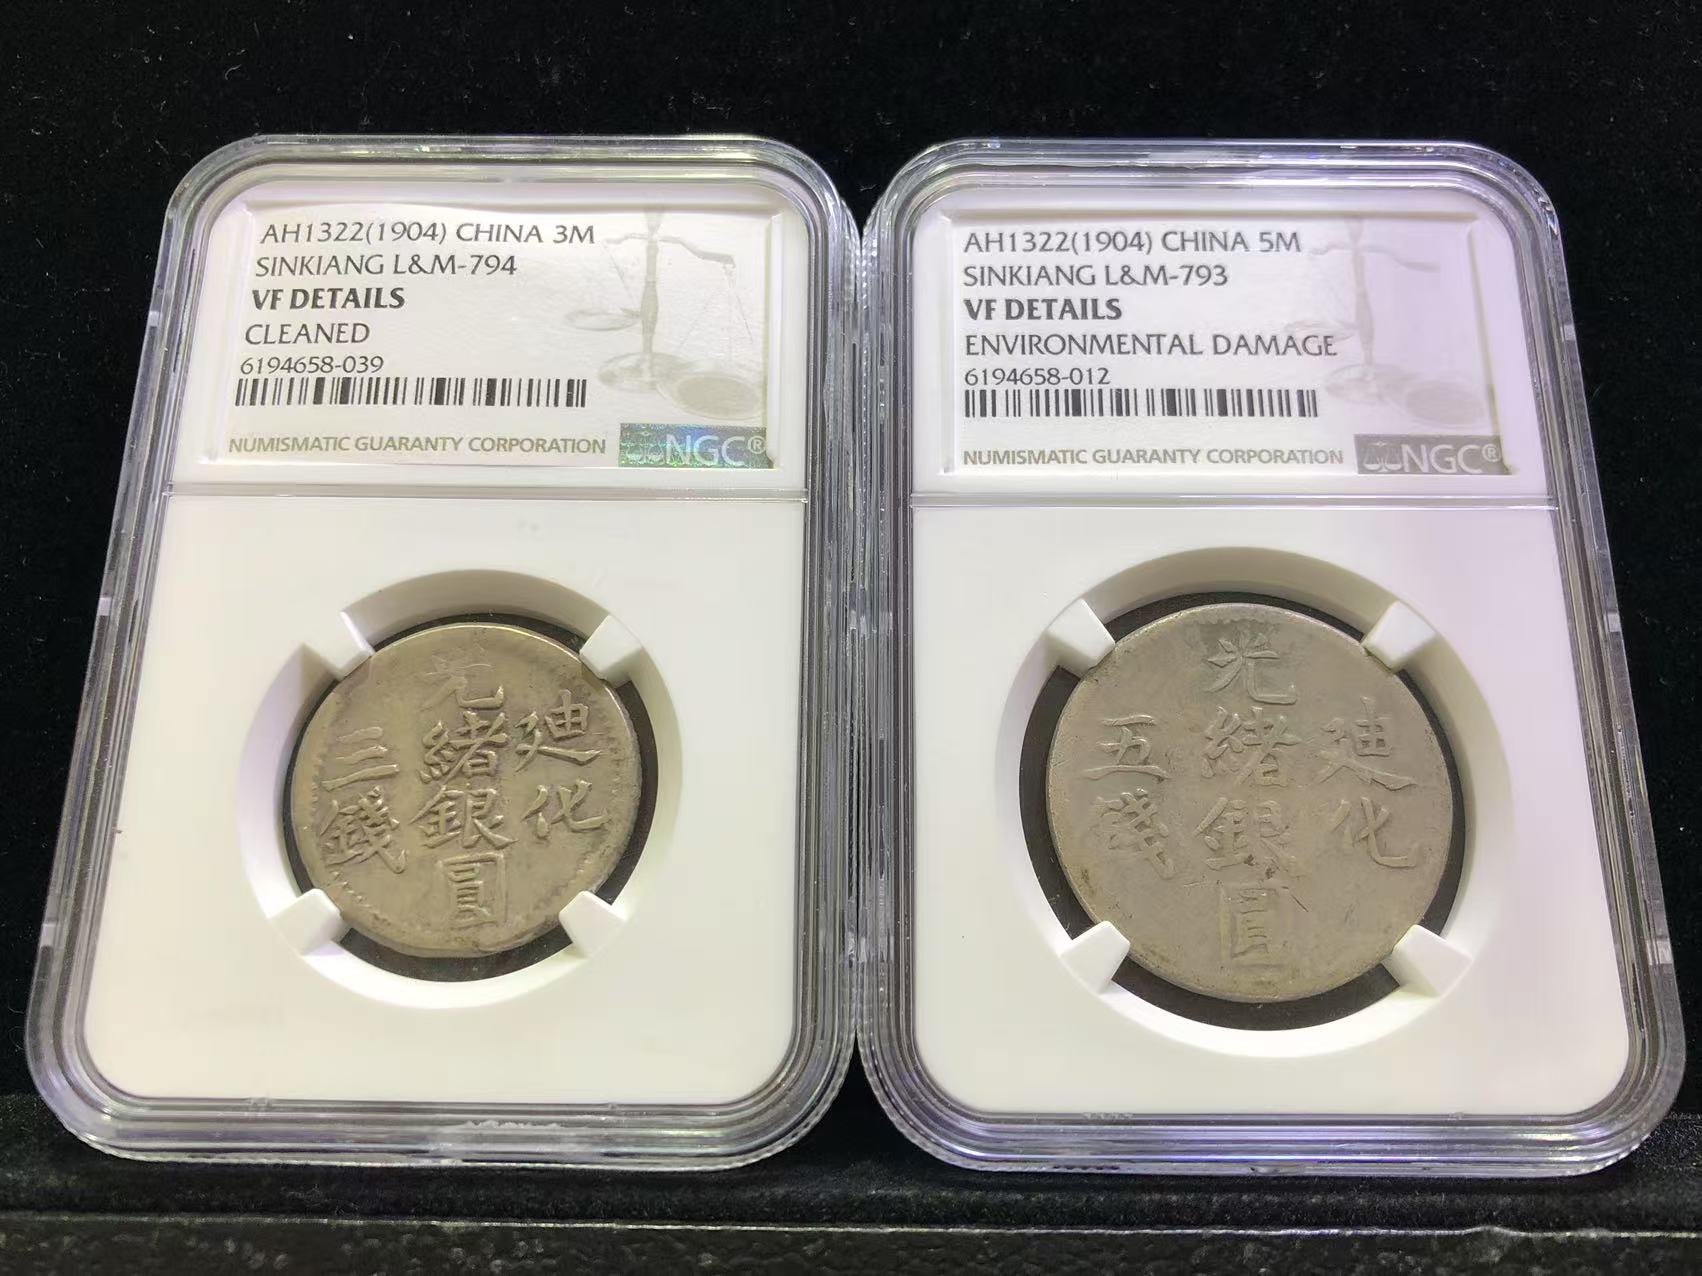 AH1322(1904) CHINA 3M
SINKIANG L&M-794
VF DETAILS
CLEANED
6194658-039
NUMISMATIC GUARANTY CORPORATION
NGC®
光緒銀圓
迪化
三錢
AH1322(1904) CHINA 5M
SINKIANG L&M-793
VF DETAILS
ENVIRONMENTAL DAMAGE
6194658-012
NUMISMATIC GUARANTY CORPORATION
NGC®
光緒銀圓
迪化
五錢